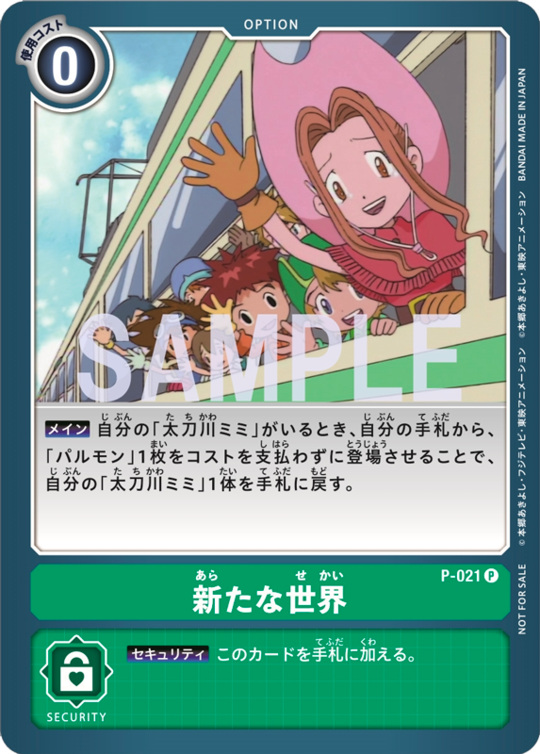 OPTION
使用コスト
0
SAMPLE
メイン 自分の「太刀川ミミ」がいるとき、自分の手札から、
「パルモン」1枚をコストを支払わずに登場させることで、
自分の「太刀川ミミ」1体を手札に戻す。
P-021 P
新たな世界
セキュリティ このカードを手札に加える。
SECURITY
©本郷あきよし・フジテレビ・東映アニメーション ©本郷あきよし・東映アニメーション BANDAI MADE IN JAPAN
NOT FOR SALE